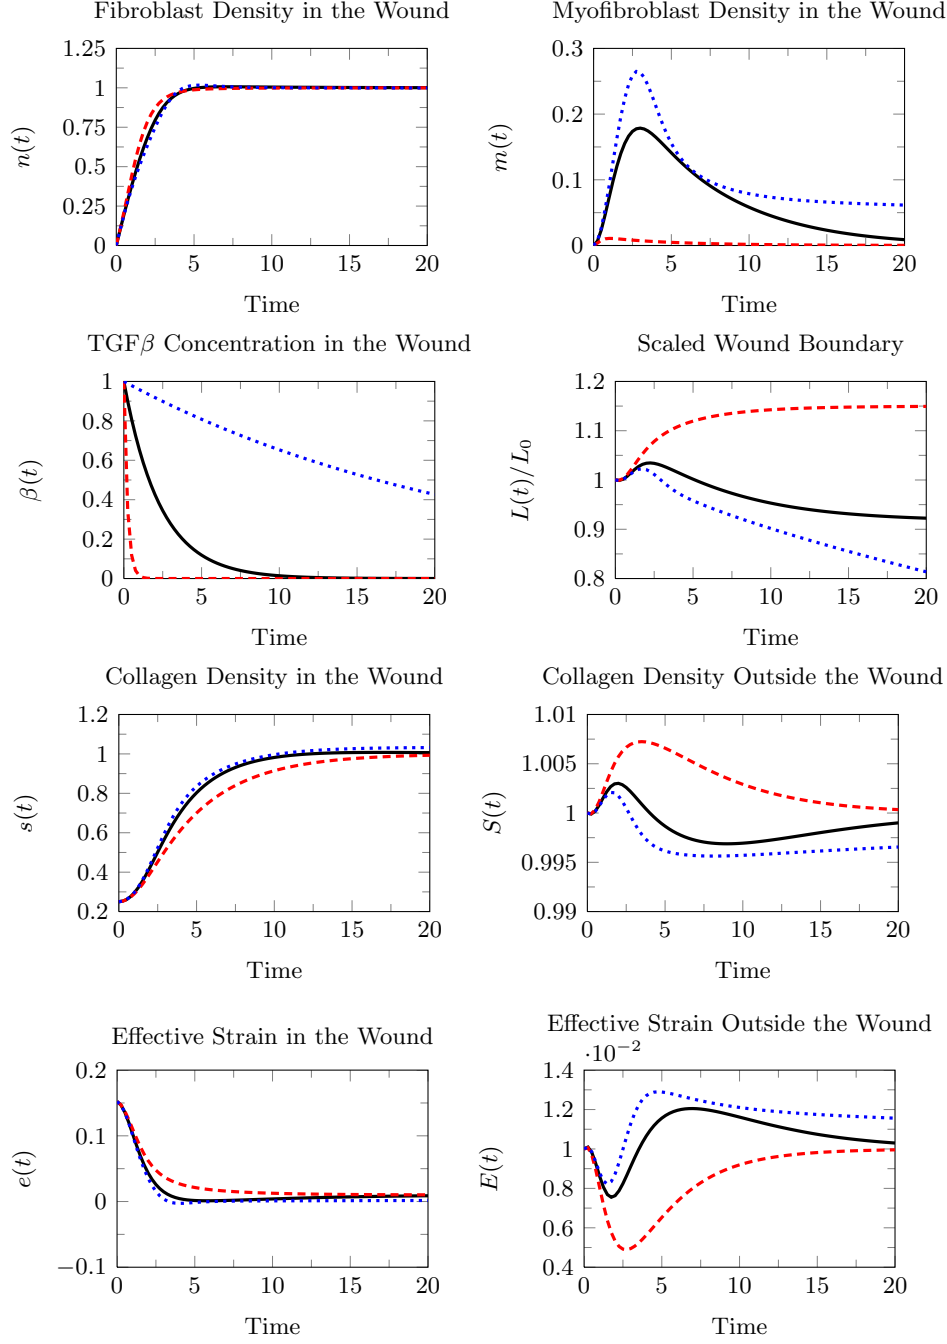 Fibroblast Density in the Wound
1.25
1
0.75
0.5
0.25
0
n(t)
0 5 10 15 20
Time
Myofibroblast Density in the Wound
0.3
0.2
0.1
0
m(t)
0 5 10 15 20
Time
TGFβ Concentration in the Wound
1
0.8
0.6
0.4
0.2
0
β(t)
0 5 10 15 20
Time
Scaled Wound Boundary
1.2
1.1
1
0.9
0.8
L(t)/L₀
0 5 10 15 20
Time
Collagen Density in the Wound
1.2
1
0.8
0.6
0.4
0.2
s(t)
0 5 10 15 20
Time
Collagen Density Outside the Wound
1.01
1.005
1
0.995
0.99
S(t)
0 5 10 15 20
Time
Effective Strain in the Wound
0.2
0.1
0
−0.1
e(t)
0 5 10 15 20
Time
Effective Strain Outside the Wound
·10⁻²
1.4
1.2
1
0.8
0.6
0.4
E(t)
0 5 10 15 20
Time